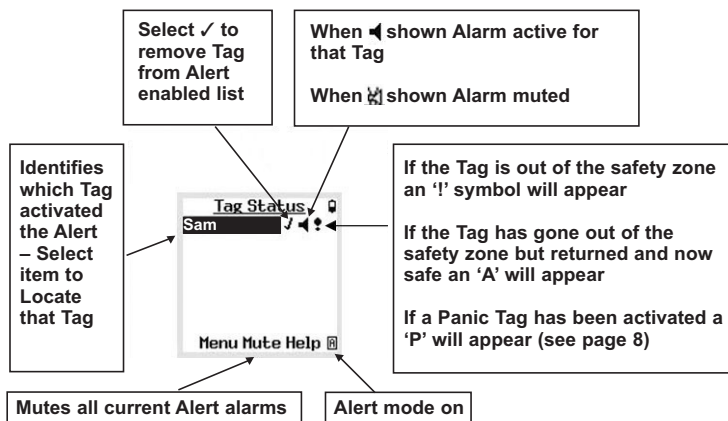 Select ✓ to
remove Tag
from Alert
enabled list
When 🔈 shown Alarm active for
that Tag
When 🔇 shown Alarm muted
Identifies
which Tag
activated
the Alert
– Select
item to
Locate
that Tag
Tag Status
Sam ✓ 🔈 !
Menu Mute Help A
If the Tag is out of the safety zone
an ‘!’ symbol will appear
If the Tag has gone out of the
safety zone but returned and now
safe an ‘A’ will appear
If a Panic Tag has been activated a
‘P’ will appear (see page 8)
Mutes all current Alert alarms
Alert mode on